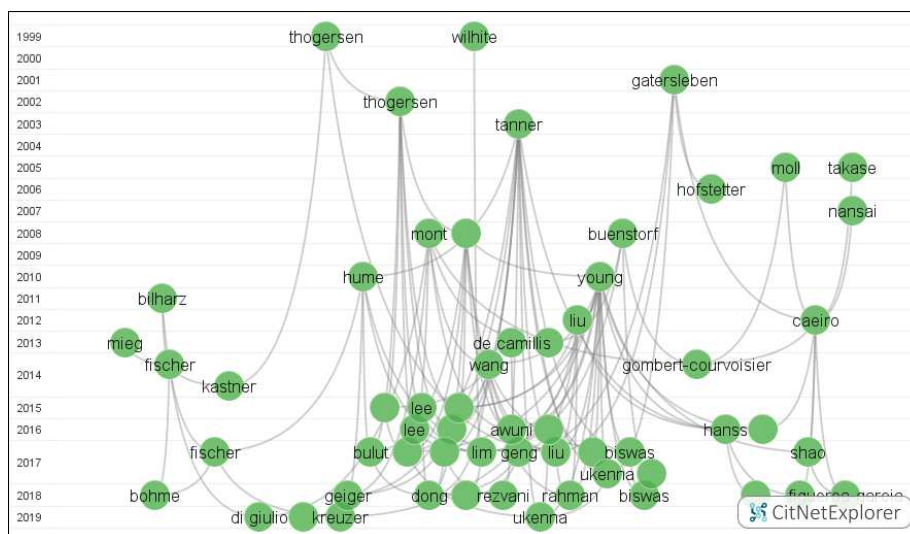 1999
thogersen
wilhite
2000
2001
gatersleben
2002
thogersen
2003
tanner
2004
2005
moll
takase
2006
hofstetter
2007
nansai
2008
mont
buenstorf
2009
2010
hume
young
2011
bilharz
2012
liu
caeiro
2013
mieg
de camillis
fischer
wang
gombert-courvoisier
2014
kastner
2015
lee
2016
lee
awuni
hanss
fischer
bulut
lim
geng
liu
biswas
shao
2017
ukenna
2018
bohme
geiger
dong
rezvani
rahman
biswas
figueroa-garcia
2019
di giulio
kreuzer
ukenna
CitNetExplorer